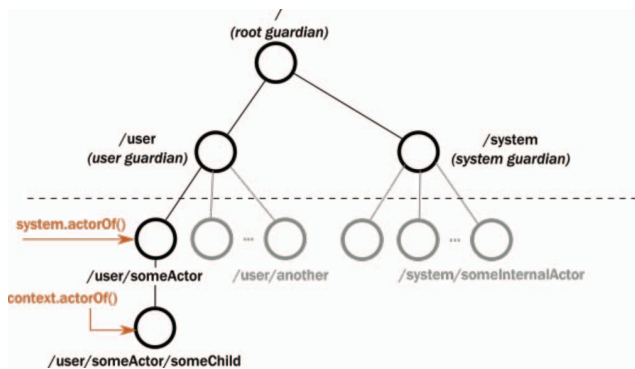 /
(root guardian)
/user
(user guardian)
/system
(system guardian)
system.actorOf()
... ...
/user/someActor /user/another /system/someInternalActor
context.actorOf()
/user/someActor/someChild